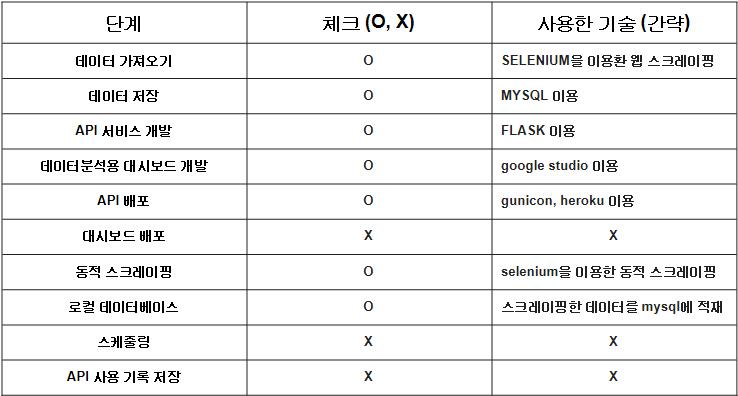 단계 체크 (O, X) 사용한 기술 (간략)
데이터 가져오기 O SELENIUM을 이용환 웹 스크레이핑
데이터 저장 O MYSQL 이용
API 서비스 개발 O FLASK 이용
데이터분석용 대시보드 개발 O google studio 이용
API 배포 O gunicon, heroku 이용
대시보드 배포 X X
동적 스크레이핑 O selenium을 이용한 동적 스크레이핑
로컬 데이터베이스 O 스크레이핑한 데이터를 mysql에 적재
스케줄링 X X
API 사용 기록 저장 X X